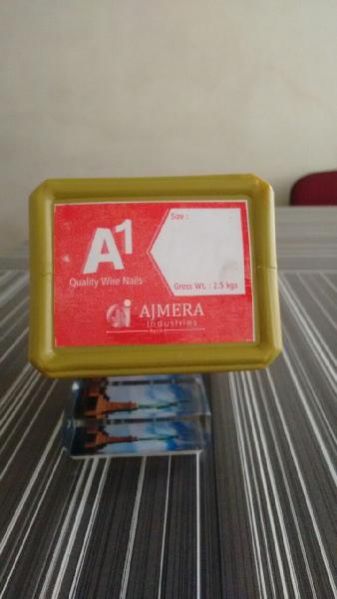 A1
Quality Wire Nails
Size :
Gross Wt. : 2.5 kgs
AJMERA
Industries